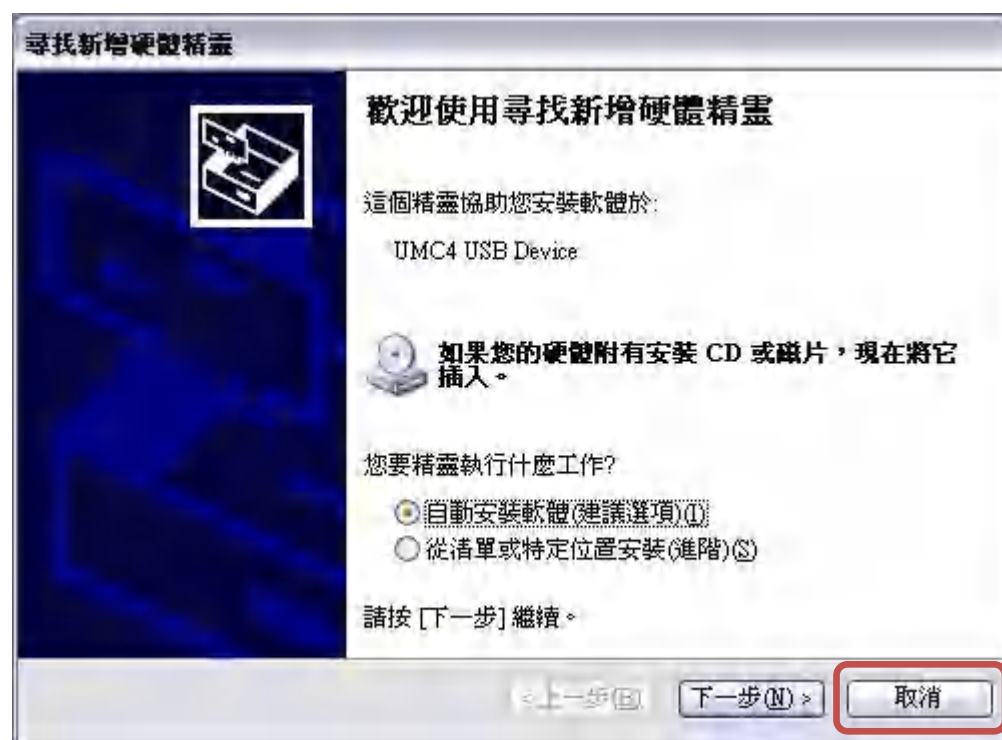 尋找新增硬體精靈
歡迎使用尋找新增硬體精靈
這個精靈協助您安裝軟體於:
UMC4 USB Device
如果您的硬體附有安裝 CD 或磁片，現在將它
插入。
您要精靈執行什麼工作?
自動安裝軟體(建議選項)(I)
從清單或特定位置安裝(進階)(S)
請按 [下一步] 繼續。
<上一步(B) 下一步(N) > 取消